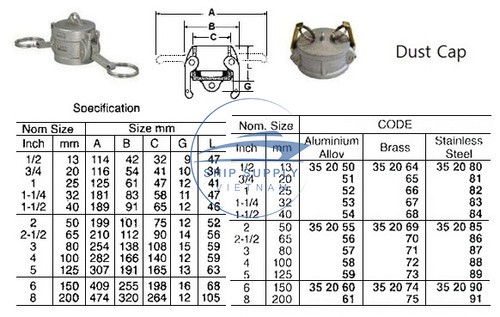 A
B
C
L
G
Dust Cap
Specification
Nom Size Size mm
Inch mm A B C G L
1/2 13 114 42 32 9 47
3/4 20 116 54 41 10 34
1 25 125 61 47 12 41
1-1/4 32 181 83 58 11 47
1-1/2 40 189 91 65 12 46
2 50 199 101 75 12 52
2-1/2 65 210 112 90 14 56
3 80 254 138 108 15 59
4 100 282 166 140 12 59
5 125 307 191 165 13 63
6 150 409 255 198 16 68
8 200 474 320 264 12 105
Nom. Size CODE
Inch mm Aluminium Alloy Brass Stainless Steel
1/2 13 35 20 50 35 20 64 35 20 80
3/4 20 51 65 81
1 25 52 66 82
1-1/4 32 53 67 83
1-1/2 40 54 68 84
2 50 35 20 55 35 20 69 35 20 85
2-1/2 65 56 70 86
3 80 57 71 87
4 100 58 72 88
5 125 59 73 89
6 150 35 20 60 35 20 74 35 20 90
8 200 61 75 91
SHIP SUPPLY
VIETNAM